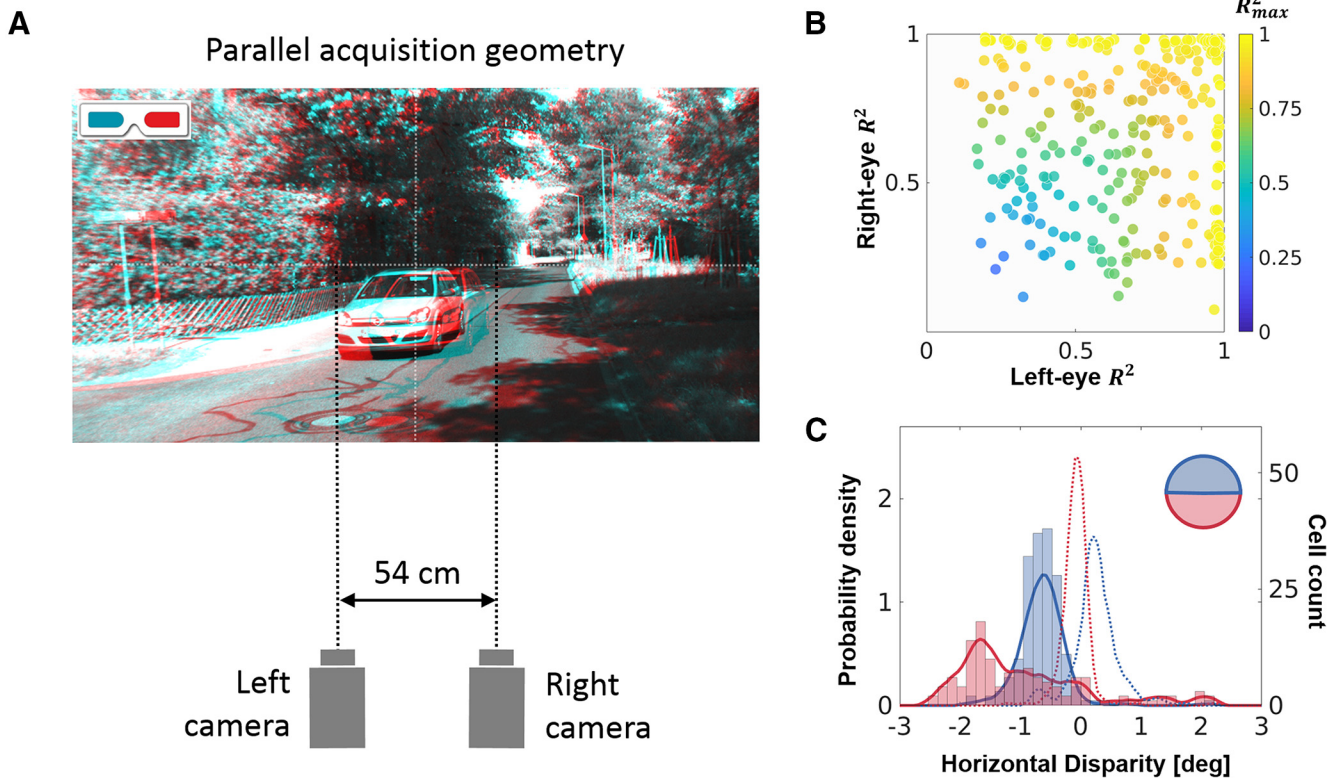 A
Parallel acquisition geometry
54 cm
Left
camera
Right
camera
B
R²max
1
0.75
0.5
0.25
0
Right-eye R²
1
0.5
0
0.5
1
Left-eye R²
C
Probability density
2
1
0
50
25
0
Cell count
-3
-2
-1
0
1
2
3
Horizontal Disparity [deg]